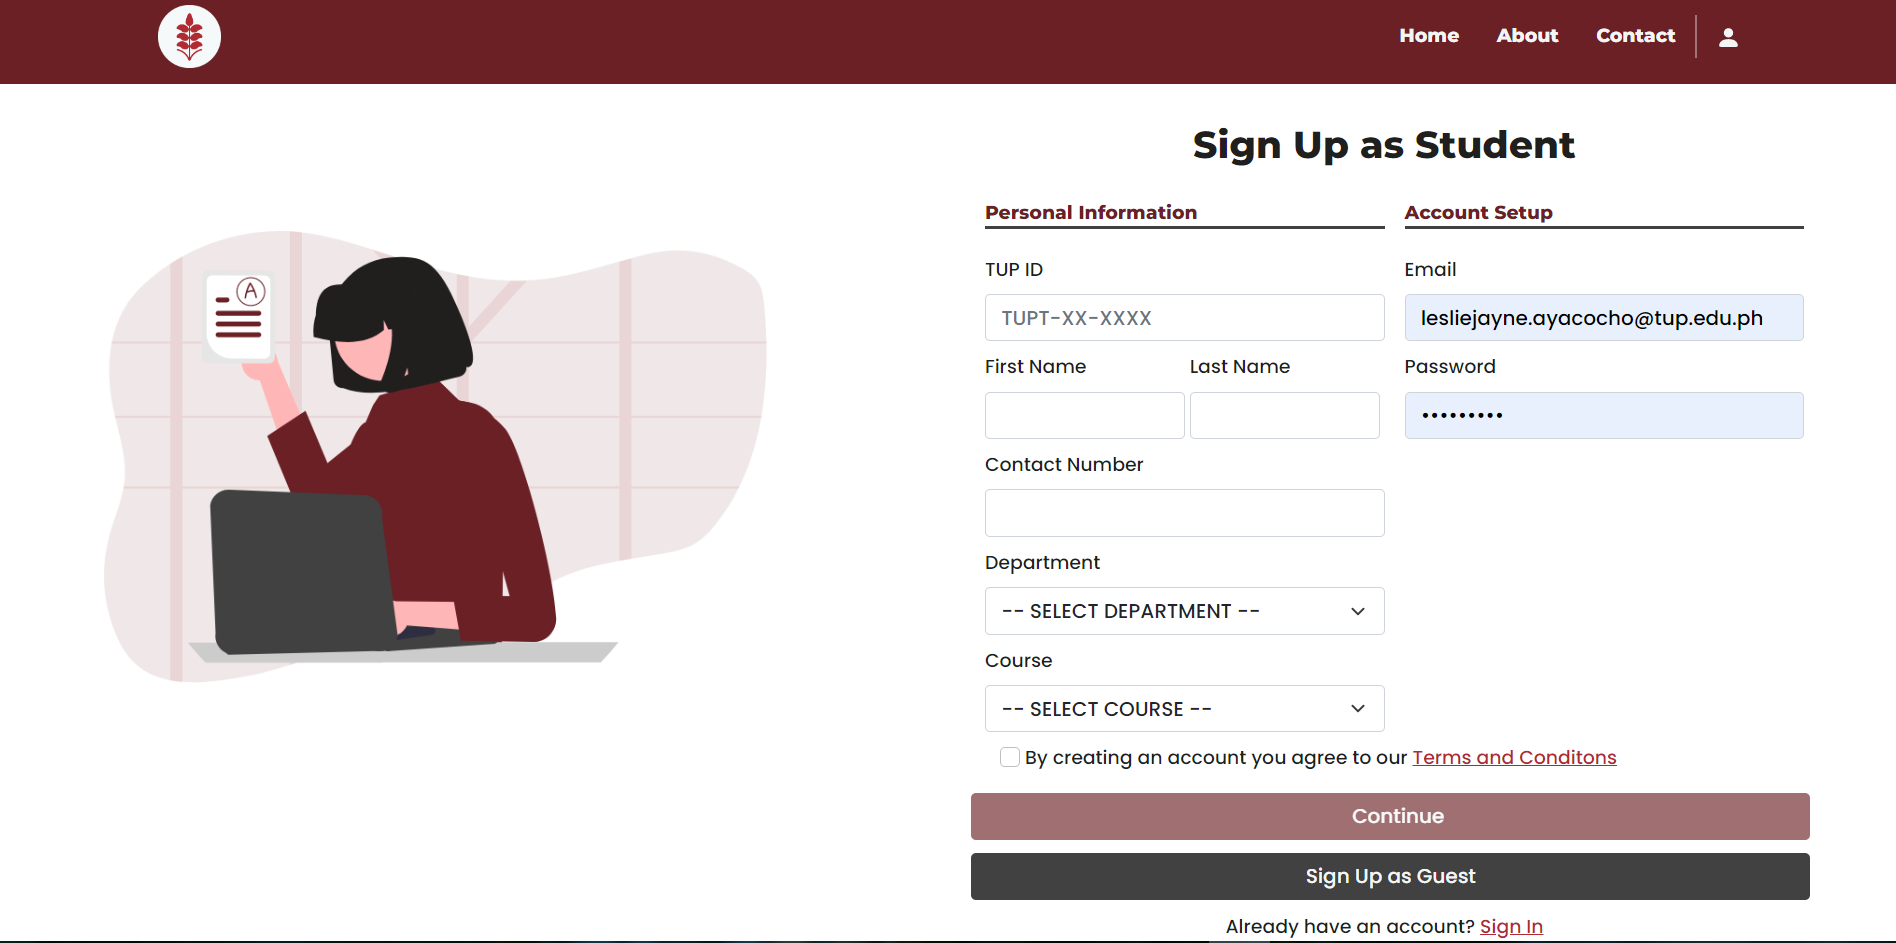 Home About Contact
Sign Up as Student
Personal Information
TUP ID
TUPT-XX-XXXX
First Name Last Name
Contact Number
Department
-- SELECT DEPARTMENT --
Course
-- SELECT COURSE --
Account Setup
Email
lesliejayne.ayacocho@tup.edu.ph
Password
•••••••••
By creating an account you agree to our Terms and Conditons
Continue
Sign Up as Guest
Already have an account? Sign In
A